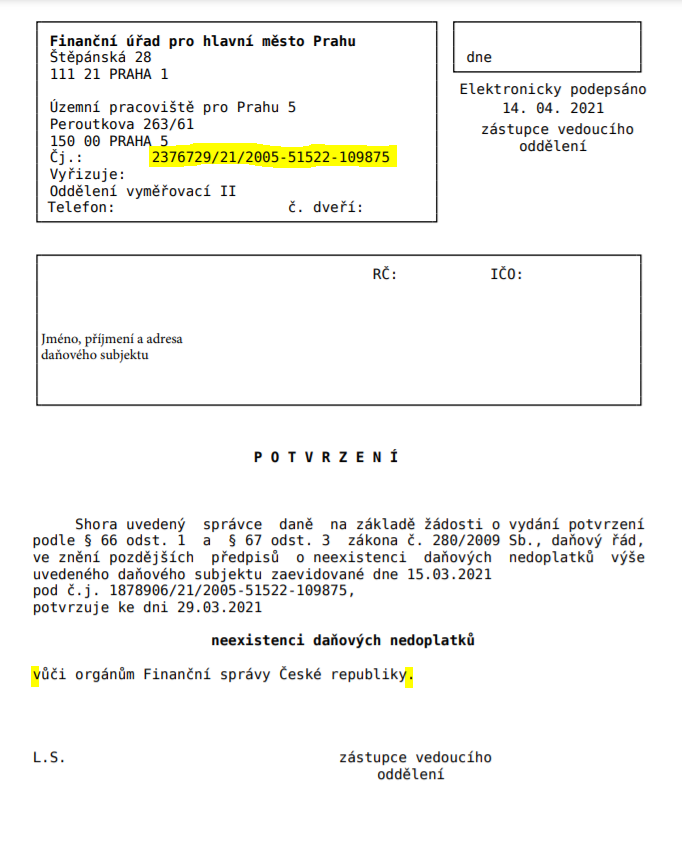 Finanční úřad pro hlavní město Prahu
Štěpánská 28
111 21 PRAHA 1
Územní pracoviště pro Prahu 5
Peroutkova 263/61
150 00 PRAHA 5
Čj.: 2376729/21/2005-51522-109875
Vyřizuje:
Oddělení vyměřovací II
Telefon: č. dveří:
dne
Elektronicky podepsáno
14. 04. 2021
zástupce vedoucího
oddělení
RČ: IČO:
Jméno, příjmení a adresa
daňového subjektu
P O T V R Z E N Í
Shora uvedený správce daně na základě žádosti o vydání potvrzení
podle § 66 odst. 1 a § 67 odst. 3 zákona č. 280/2009 Sb., daňový řád,
ve znění pozdějších předpisů o neexistenci daňových nedoplatků výše
uvedeného daňového subjektu zaevidované dne 15.03.2021
pod č.j. 1878906/21/2005-51522-109875,
potvrzuje ke dni 29.03.2021
neexistenci daňových nedoplatků
vůči orgánům Finanční správy České republiky.
L.S. zástupce vedoucího
oddělení